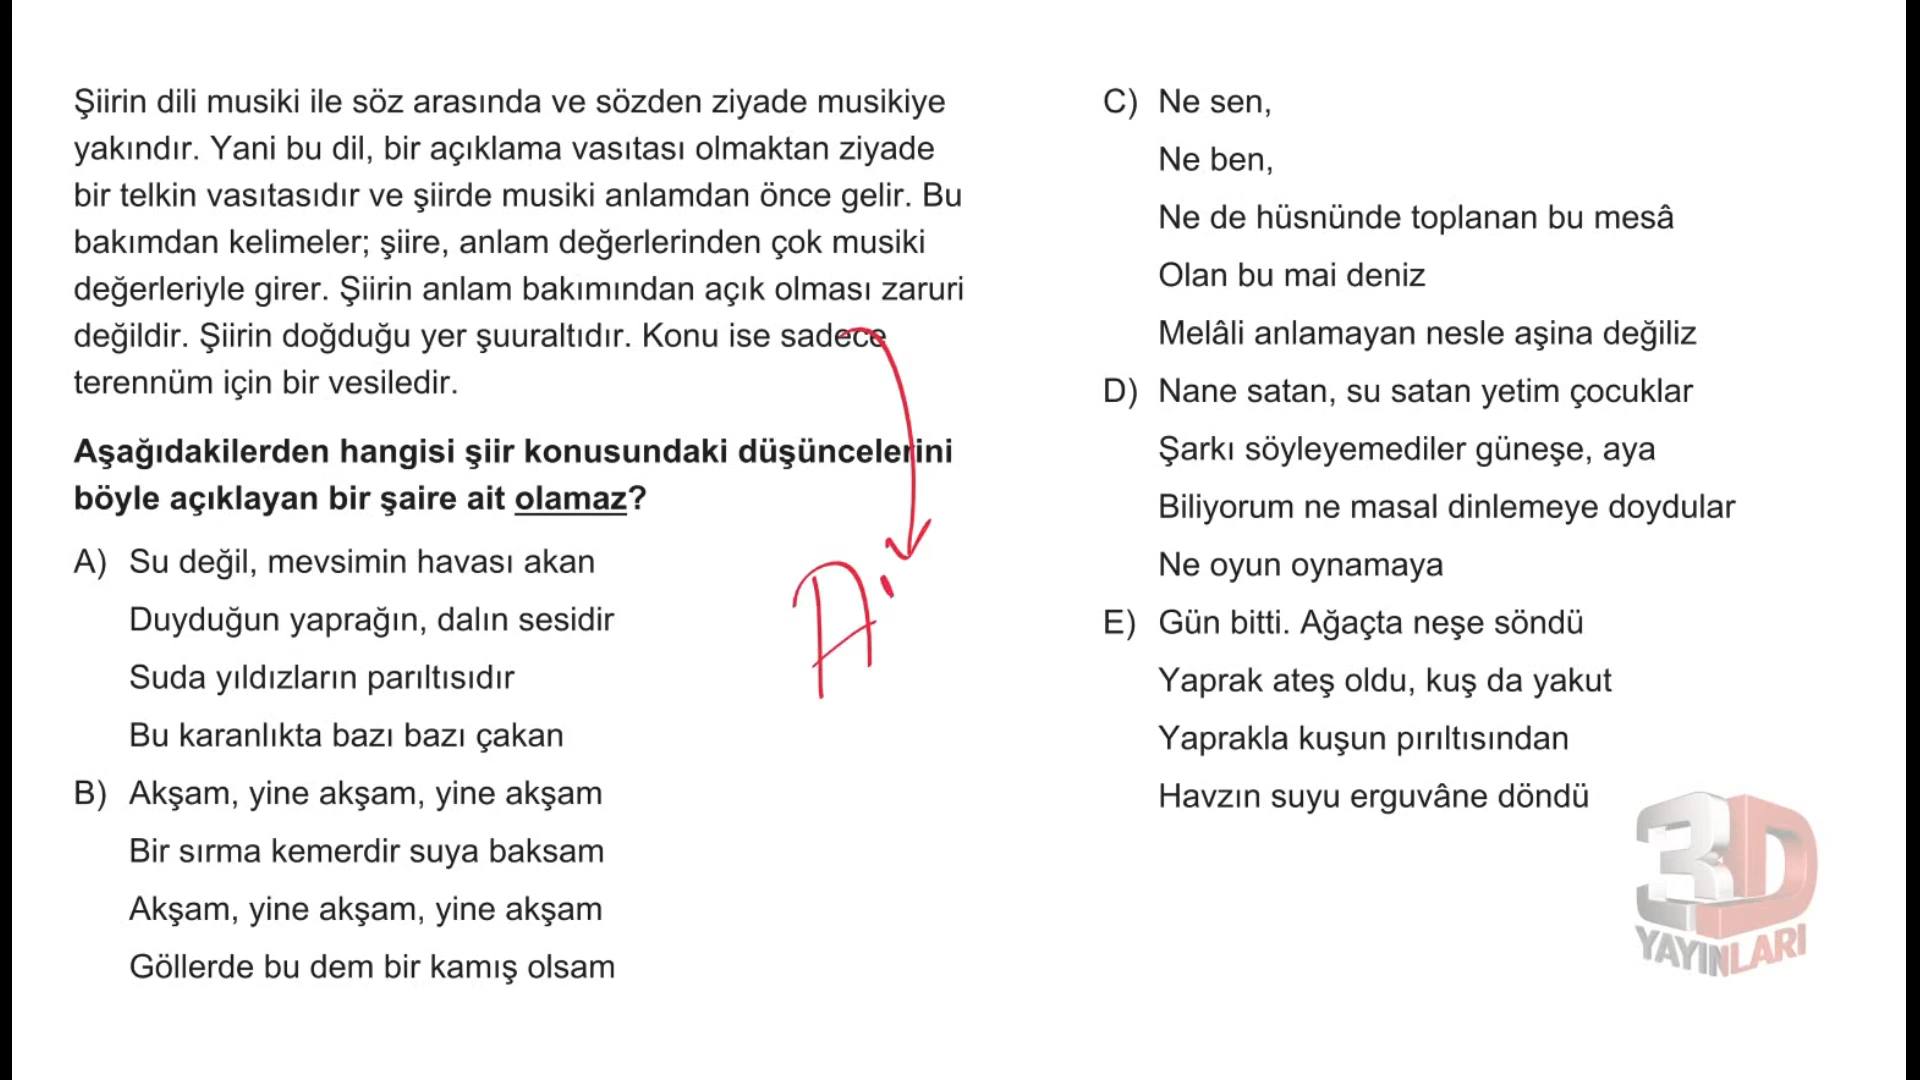 Şiirin dili musiki ile söz arasında ve sözden ziyade musikiye
yakındır. Yani bu dil, bir açıklama vasıtası olmaktan ziyade
bir telkin vasıtasıdır ve şiirde musiki anlamdan önce gelir. Bu
bakımdan kelimeler; şiire, anlam değerlerinden çok musiki
değerleriyle girer. Şiirin anlam bakımından açık olması zaruri
değildir. Şiirin doğduğu yer şuuraltıdır. Konu ise sadece
terennüm için bir vesiledir.
Aşağıdakilerden hangisi şiir konusundaki düşüncelerini
böyle açıklayan bir şaire ait olamaz?
A) Su değil, mevsimin havası akan
Duyduğun yaprağın, dalın sesidir
Suda yıldızların parıltısıdır
Bu karanlıkta bazı bazı çakan
B) Akşam, yine akşam, yine akşam
Bir sırma kemerdir suya baksam
Akşam, yine akşam, yine akşam
Göllerde bu dem bir kamış olsam
A.
C) Ne sen,
Ne ben,
Ne de hüsnünde toplanan bu mesâ
Olan bu mai deniz
Melâli anlamayan nesle aşina değiliz
D) Nane satan, su satan yetim çocuklar
Şarkı söyleyemediler güneşe, aya
Biliyorum ne masal dinlemeye doydular
Ne oyun oynamaya
E) Gün bitti. Ağaçta neşe söndü
Yaprak ateş oldu, kuş da yakut
Yaprakla kuşun pırıltısından
Havzın suyu erguvâne döndü
3D
YAYINLARI